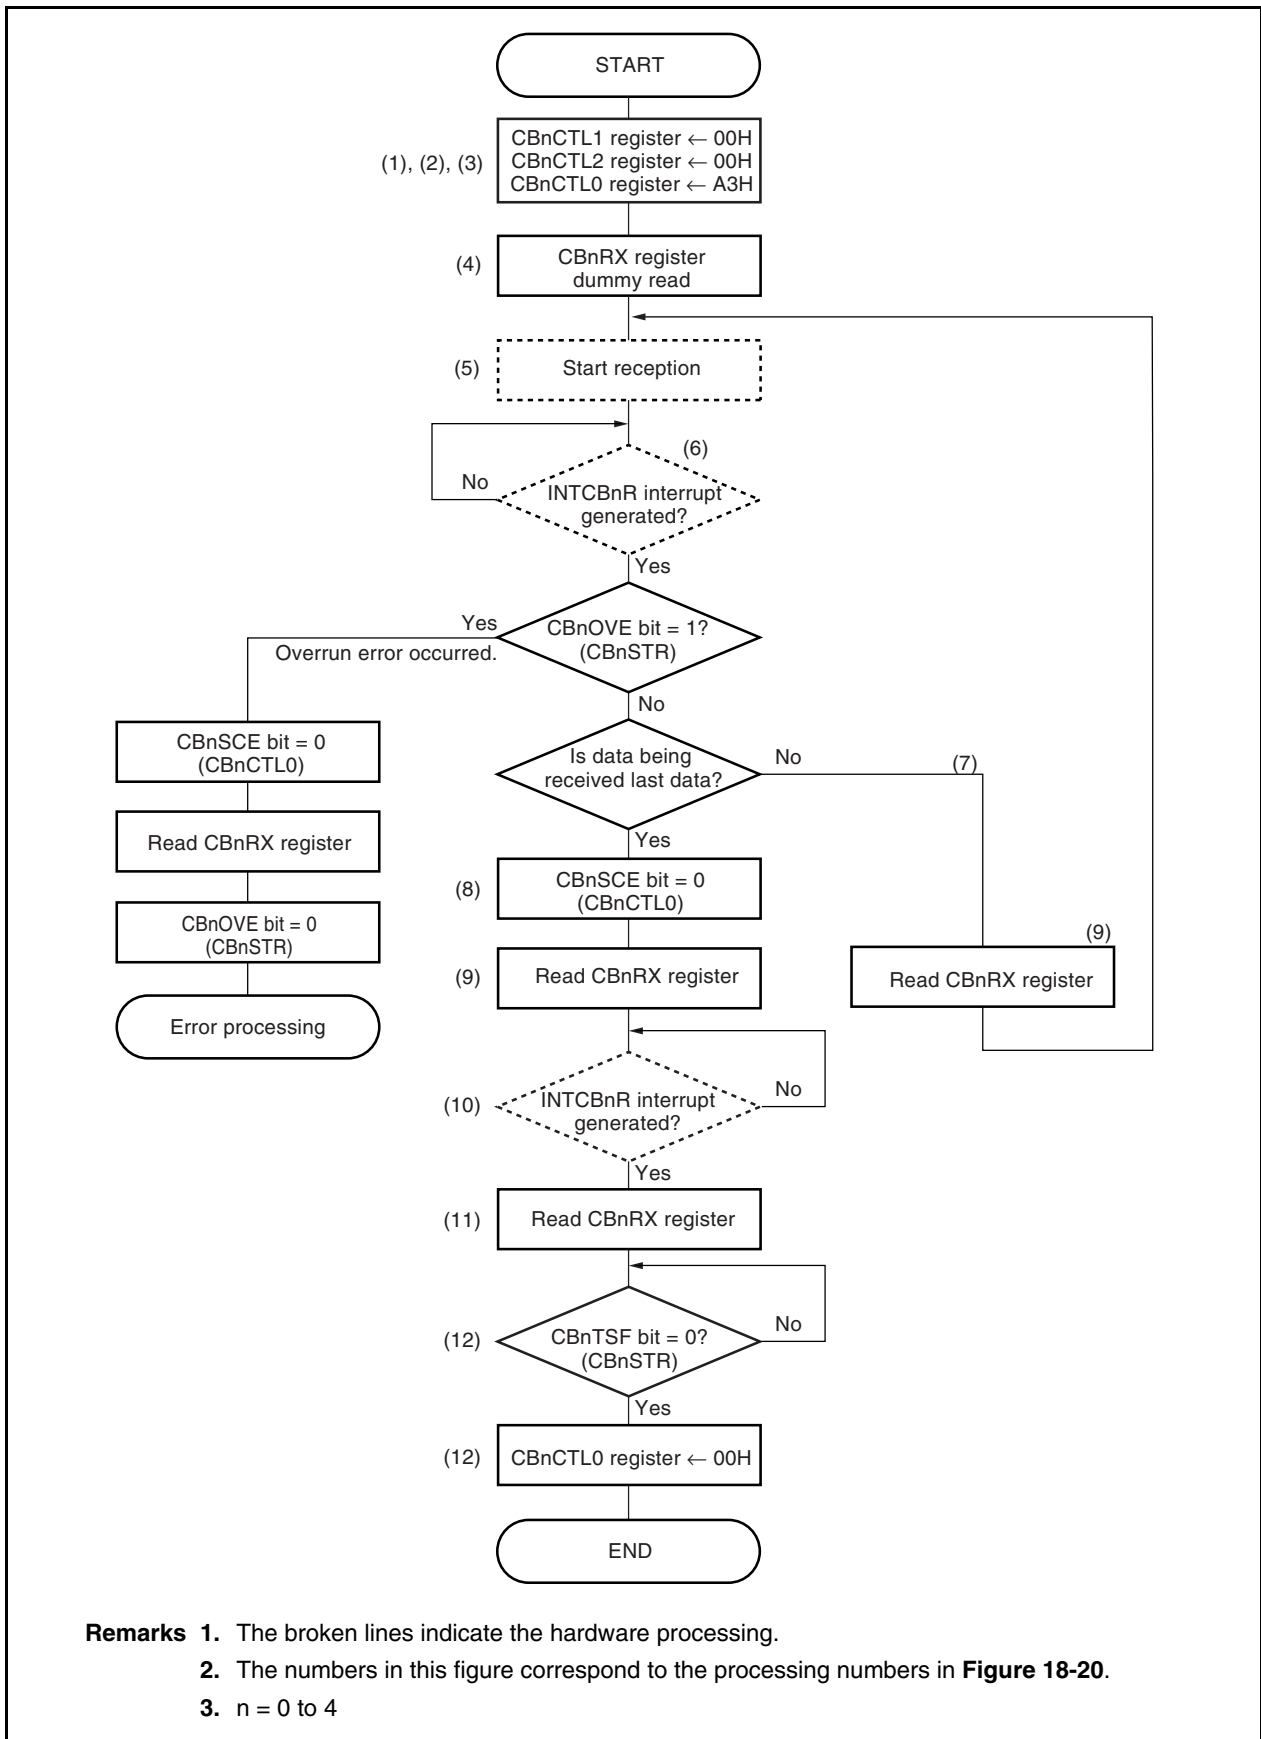 START
(1), (2), (3)
CBnCTL1 register ← 00H
CBnCTL2 register ← 00H
CBnCTL0 register ← A3H
(4)
CBnRX register
dummy read
(5)
Start reception
(6)
No
INTCBnR interrupt
generated?
Yes
Yes
CBnOVE bit = 1?
(CBnSTR)
Overrun error occurred.
No
CBnSCE bit = 0
(CBnCTL0)
Read CBnRX register
CBnOVE bit = 0
(CBnSTR)
Error processing
Is data being
received last data?
No
(7)
Yes
(8)
CBnSCE bit = 0
(CBnCTL0)
(9)
Read CBnRX register
(9)
Read CBnRX register
(10)
INTCBnR interrupt
generated?
No
Yes
(11)
Read CBnRX register
(12)
CBnTSF bit = 0?
(CBnSTR)
No
Yes
(12)
CBnCTL0 register ← 00H
END
Remarks 1. The broken lines indicate the hardware processing.
2. The numbers in this figure correspond to the processing numbers in Figure 18-20.
3. n = 0 to 4